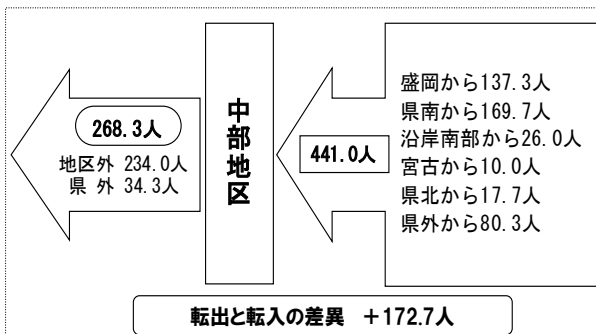 268.3人
地区外 234.0人
県 外 34.3人
中部地区
441.0人
盛岡から137.3人
県南から169.7人
沿岸南部から26.0人
宮古から10.0人
県北から17.7人
県外から80.3人
転出と転入の差異 +172.7人